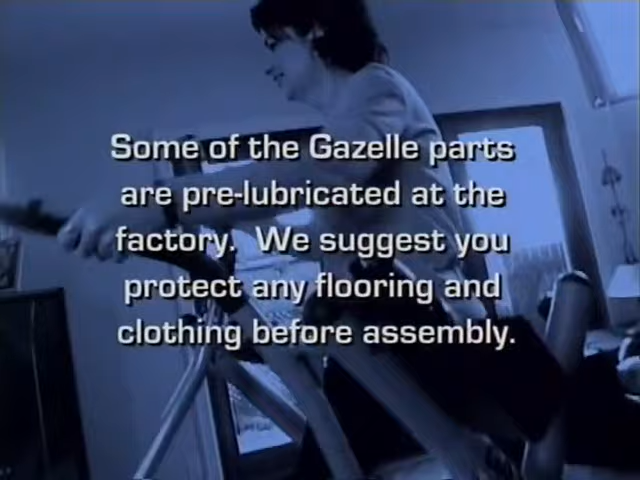 Some of the Gazelle parts
are pre-lubricated at the
factory.  We suggest you
protect any flooring and
clothing before assembly.